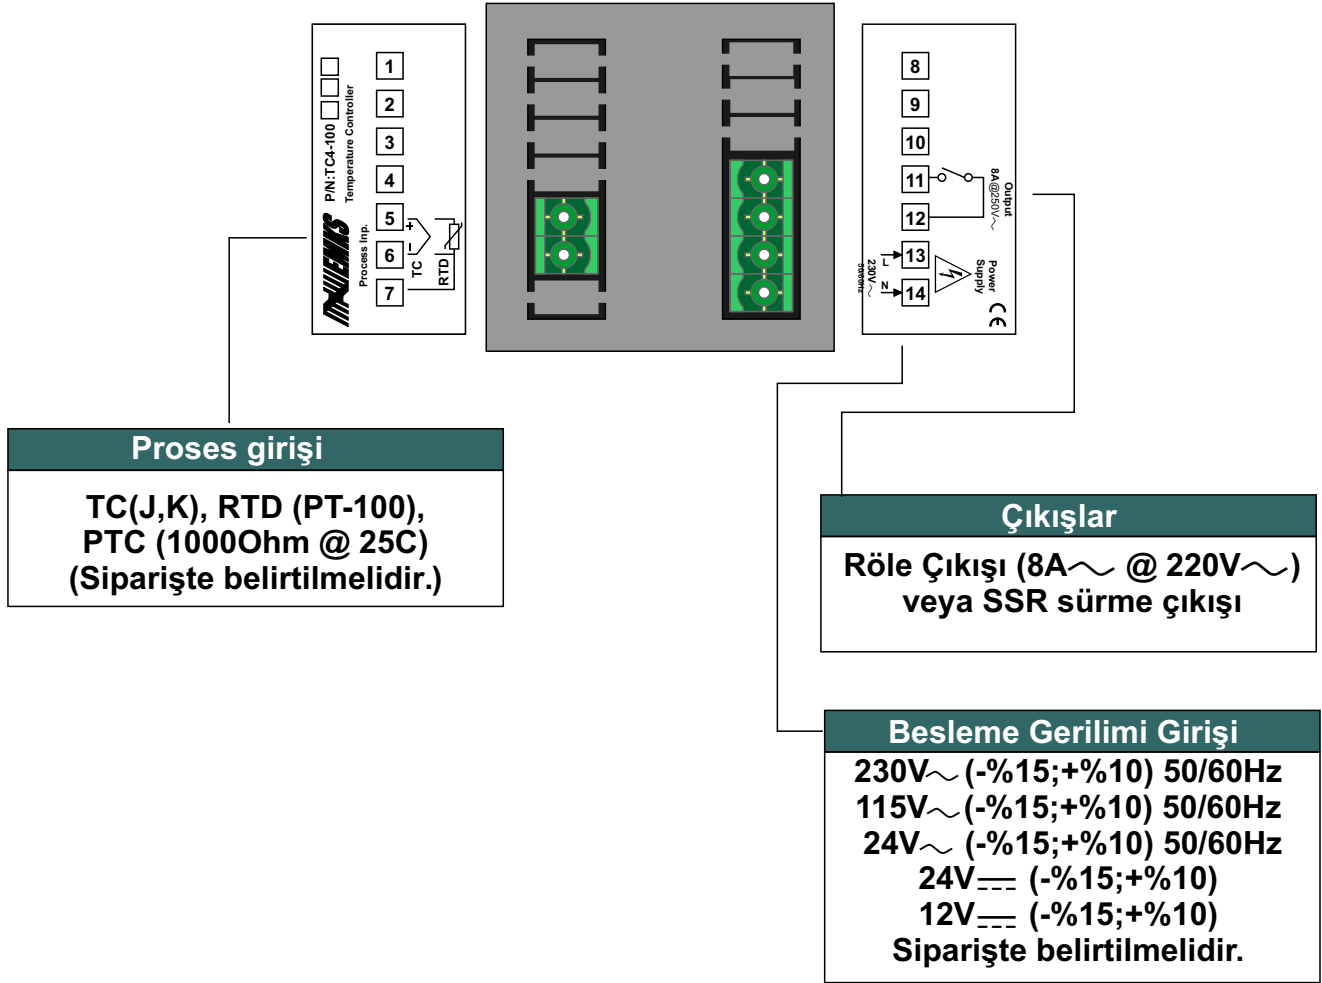 P/N:TC4-100
Temperature Controller
Process Inp.
1
2
3
4
5
6
7
+
-
TC
RTD
8
9
10
11
12
13
14
Output
8A@250V~
L
N
230V~
50/60Hz
Power
Supply
CE
Proses girişi
TC(J,K), RTD (PT-100),
PTC (1000Ohm @ 25C)
(Siparişte belirtilmelidir.)
Çıkışlar
Röle Çıkışı (8A~ @ 220V~)
veya SSR sürme çıkışı
Besleme Gerilimi Girişi
230V~ (-%15;+%10) 50/60Hz
115V~ (-%15;+%10) 50/60Hz
24V~ (-%15;+%10) 50/60Hz
24V⎓ (-%15;+%10)
12V⎓ (-%15;+%10)
Siparişte belirtilmelidir.